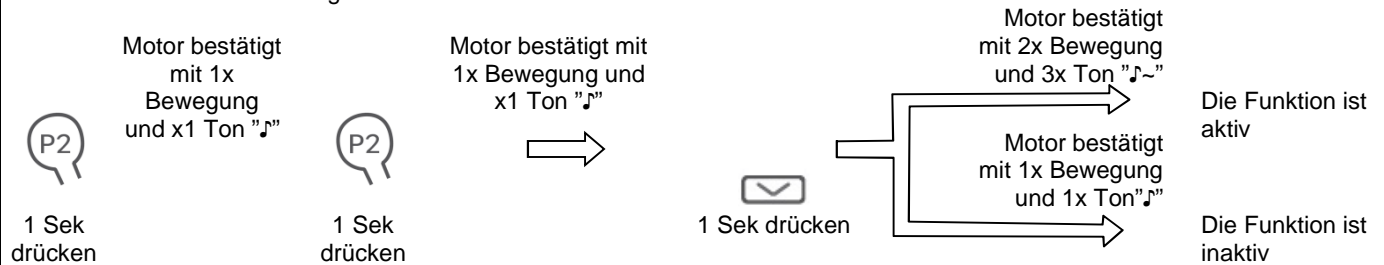 Motor bestätigt
mit 1x
Bewegung
und x1 Ton ”♪”
P2
1 Sek
drücken
P2
1 Sek
drücken
Motor bestätigt mit
1x Bewegung und
x1 Ton ”♪”
1 Sek drücken
Motor bestätigt
mit 2x Bewegung
und 3x Ton ”♪~”
Die Funktion ist
aktiv
Motor bestätigt
mit 1x Bewegung
und 1x Ton”♪”
Die Funktion ist
inaktiv